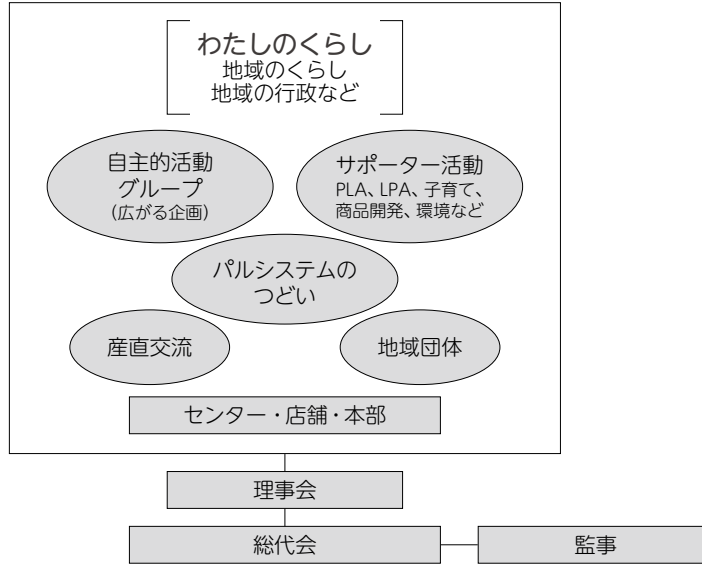 わたしのくらし
地域のくらし
地域の行政など
自主的活動
グループ
(広がる企画)
サポーター活動
PLA、LPA、子育て、
商品開発、環境など
パルシステムの
つどい
産直交流
地域団体
センター・店舗・本部
理事会
総代会
監事